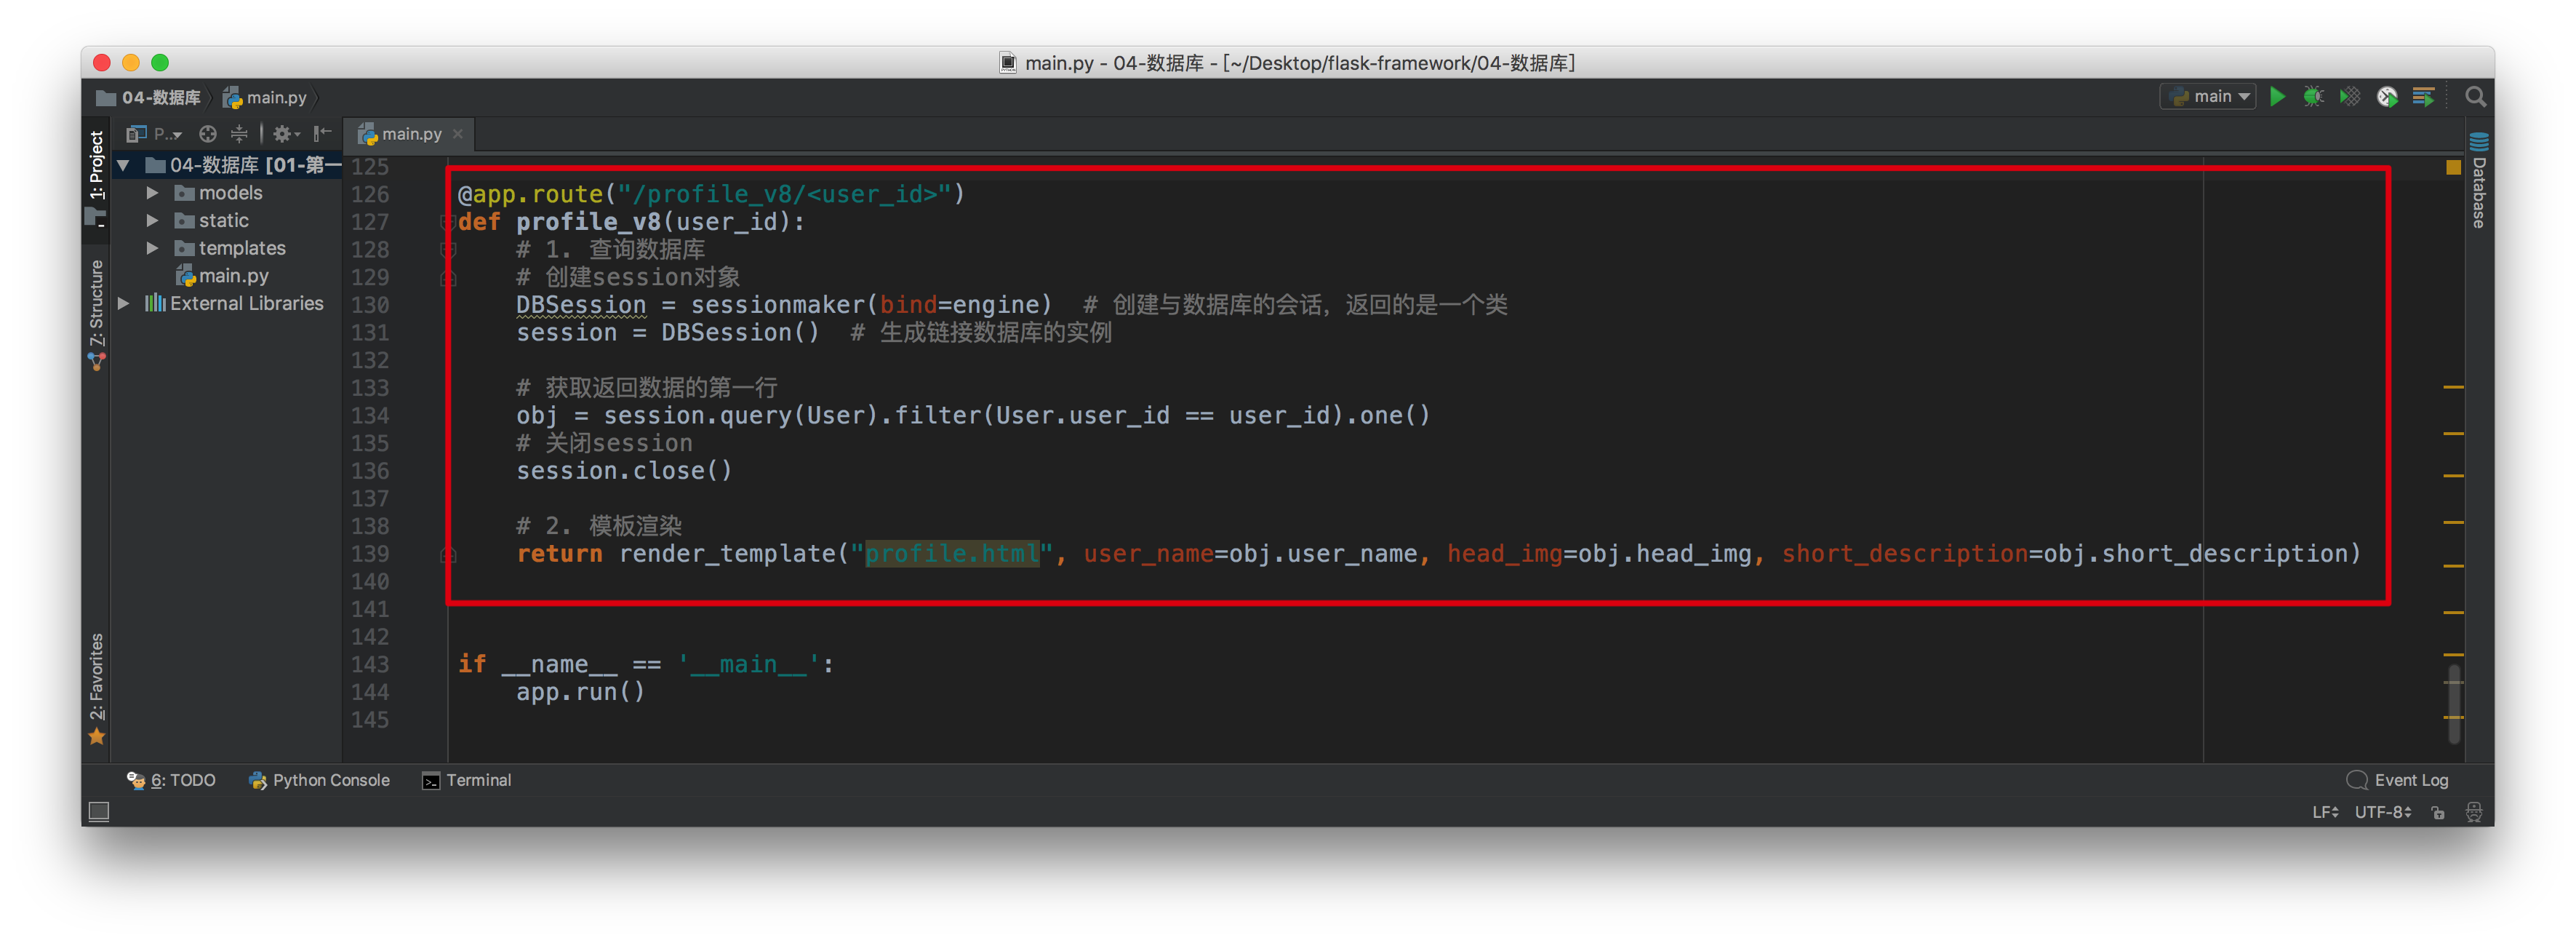 main.py - 04-数据库 - [~/Desktop/flask-framework/04-数据库]
04-数据库
main.py
main
1: Project
P..
main.py
04-数据库 [01-第一
models
static
templates
main.py
External Libraries
Z: Structure
2: Favorites
Database
125
126 @app.route("/profile_v8/<user_id>")
127 def profile_v8(user_id):
128 # 1. 查询数据库
129 # 创建session对象
130 DBSession = sessionmaker(bind=engine)  # 创建与数据库的会话，返回的是一个类
131 session = DBSession()  # 生成链接数据库的实例
132
133 # 获取返回数据的第一行
134 obj = session.query(User).filter(User.user_id == user_id).one()
135 # 关闭session
136 session.close()
137
138 # 2. 模板渲染
139 return render_template("profile.html", user_name=obj.user_name, head_img=obj.head_img, short_description=obj.short_description)
140
141
142
143 if __name__ == '__main__':
144 app.run()
145
6: TODO
Python Console
Terminal
Event Log
LF
UTF-8